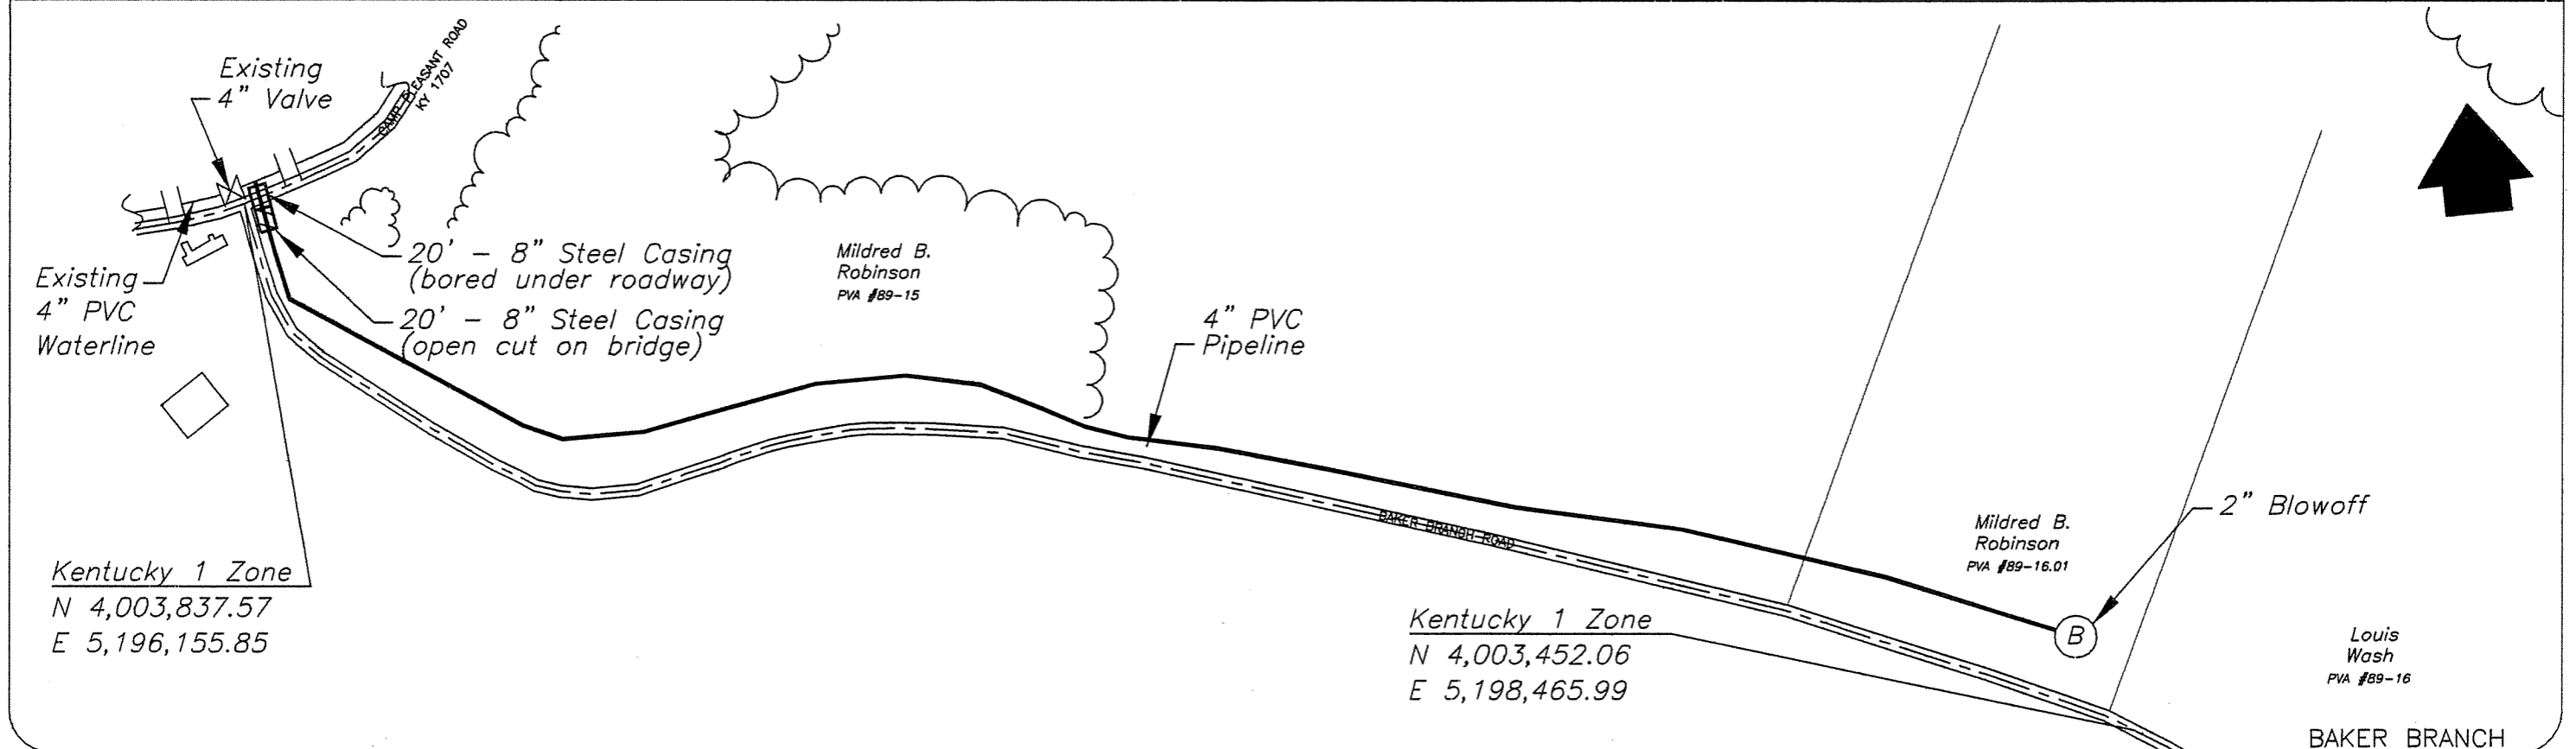 Existing
4" Valve
CAMP PLEASANT ROAD
KY 1707
Existing
4" PVC
Waterline
20' - 8" Steel Casing
(bored under roadway)
20' - 8" Steel Casing
(open cut on bridge)
Mildred B.
Robinson
PVA #89-15
4" PVC
Pipeline
BAKER BRANCH ROAD
Mildred B.
Robinson
PVA #89-16.01
2" Blowoff
B
Kentucky 1 Zone
N 4,003,837.57
E 5,196,155.85
Kentucky 1 Zone
N 4,003,452.06
E 5,198,465.99
Louis
Wash
PVA #89-16
BAKER BRANCH